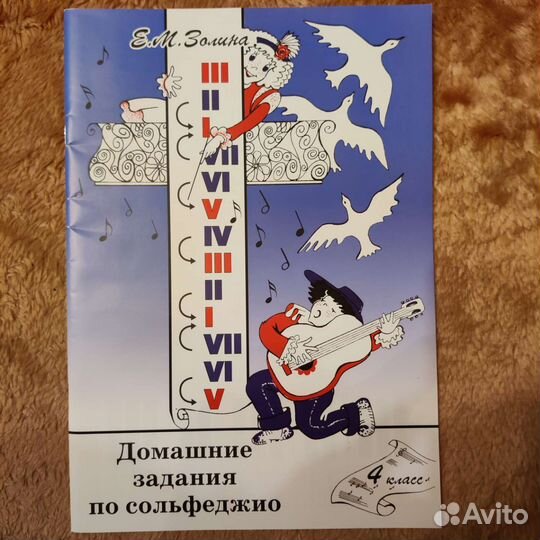 Е.М.Золина
III
II
I
VII
VI
V
IV
III
II
I
VII
VI
V
Домашние
задания
по сольфеджио
4 класс
Avito